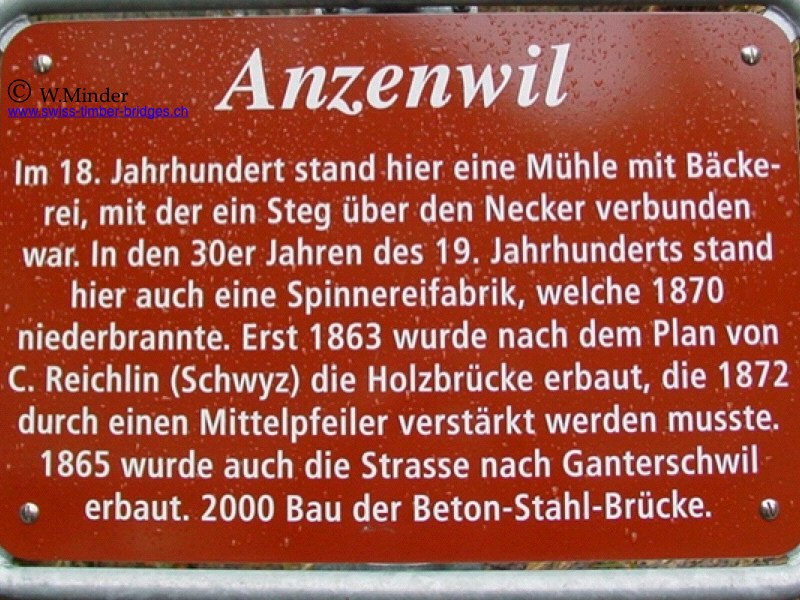 Anzenwil
© W.Minder
www.swiss-timber-bridges.ch
Im 18. Jahrhundert stand hier eine Mühle mit Bäcke-
rei, mit der ein Steg über den Necker verbunden
war. In den 30er Jahren des 19. Jahrhunderts stand
hier auch eine Spinnereifabrik, welche 1870
niederbrannte. Erst 1863 wurde nach dem Plan von
C. Reichlin (Schwyz) die Holzbrücke erbaut, die 1872
durch einen Mittelpfeiler verstärkt werden musste.
1865 wurde auch die Strasse nach Ganterschwil
erbaut. 2000 Bau der Beton-Stahl-Brücke.